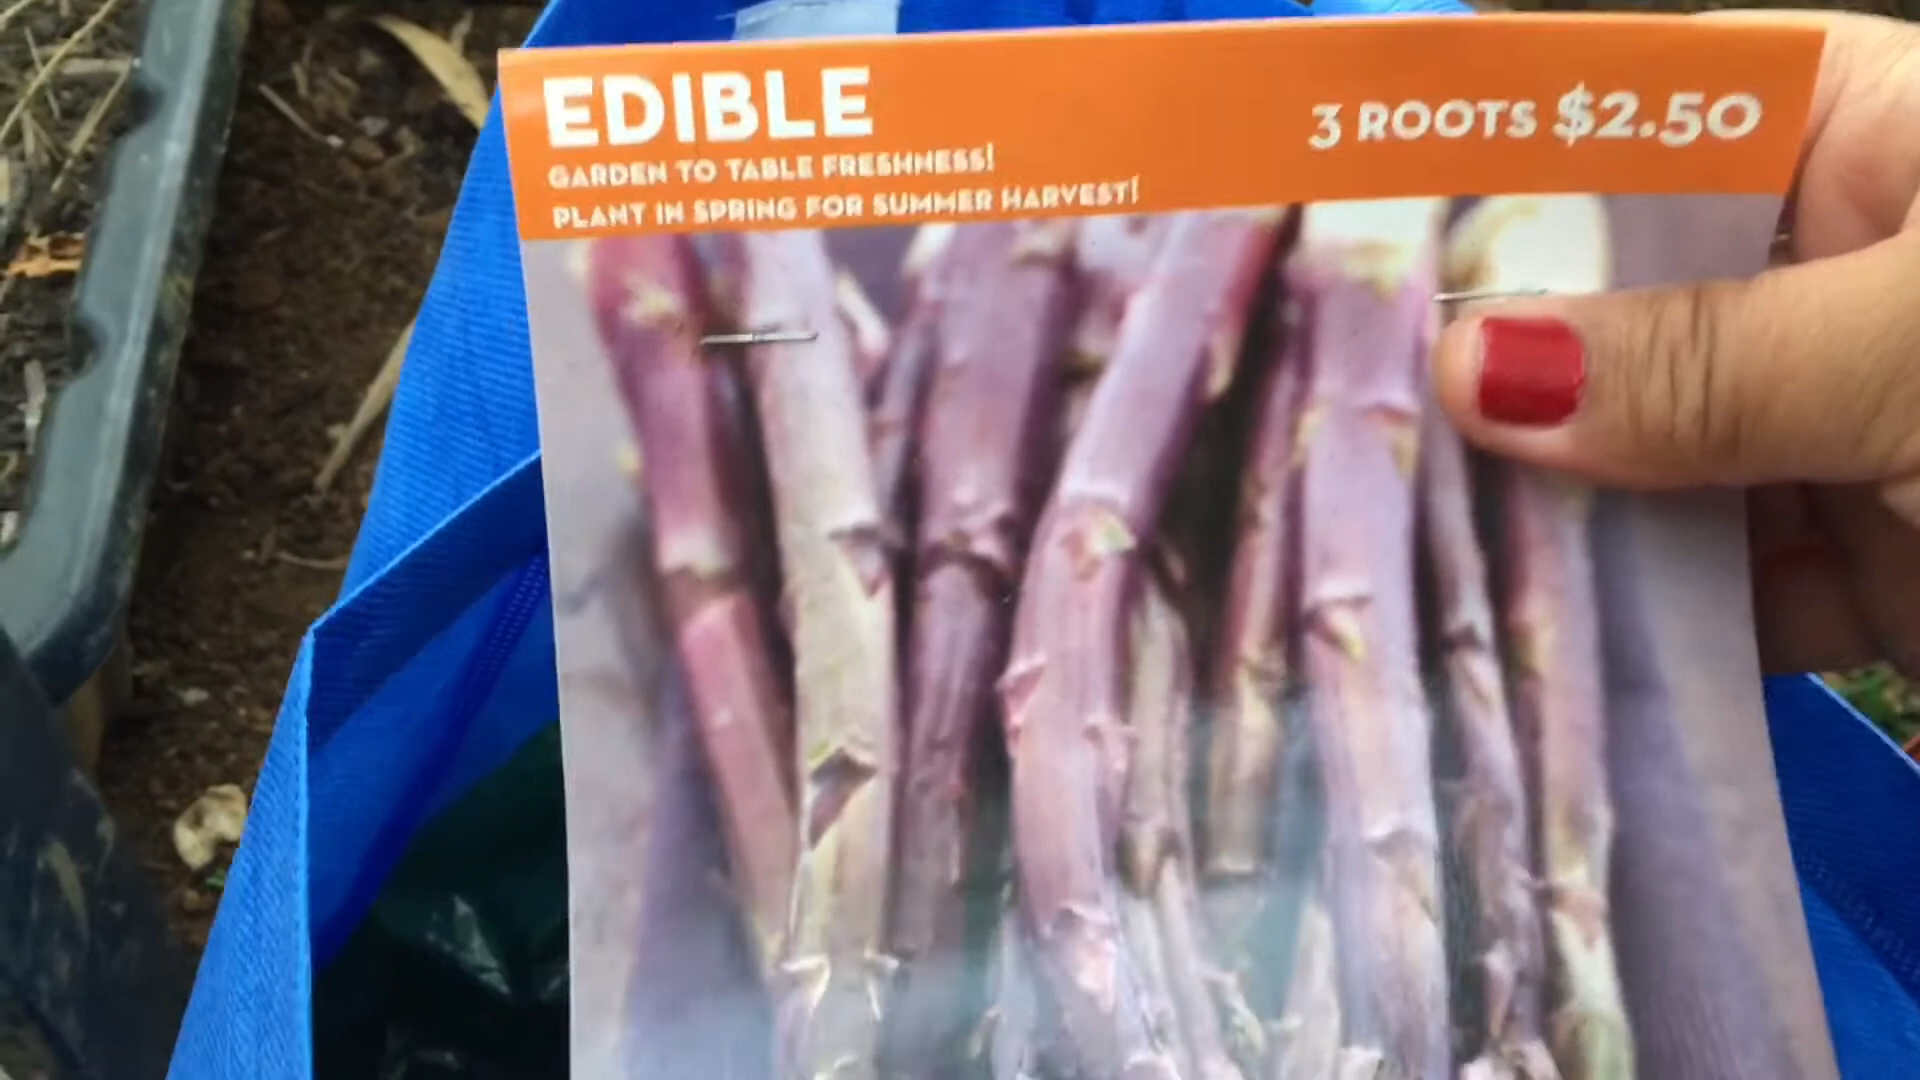 EDIBLE
GARDEN TO TABLE FRESHNESS!
PLANT IN SPRING FOR SUMMER HARVEST!
3 ROOTS $2.50